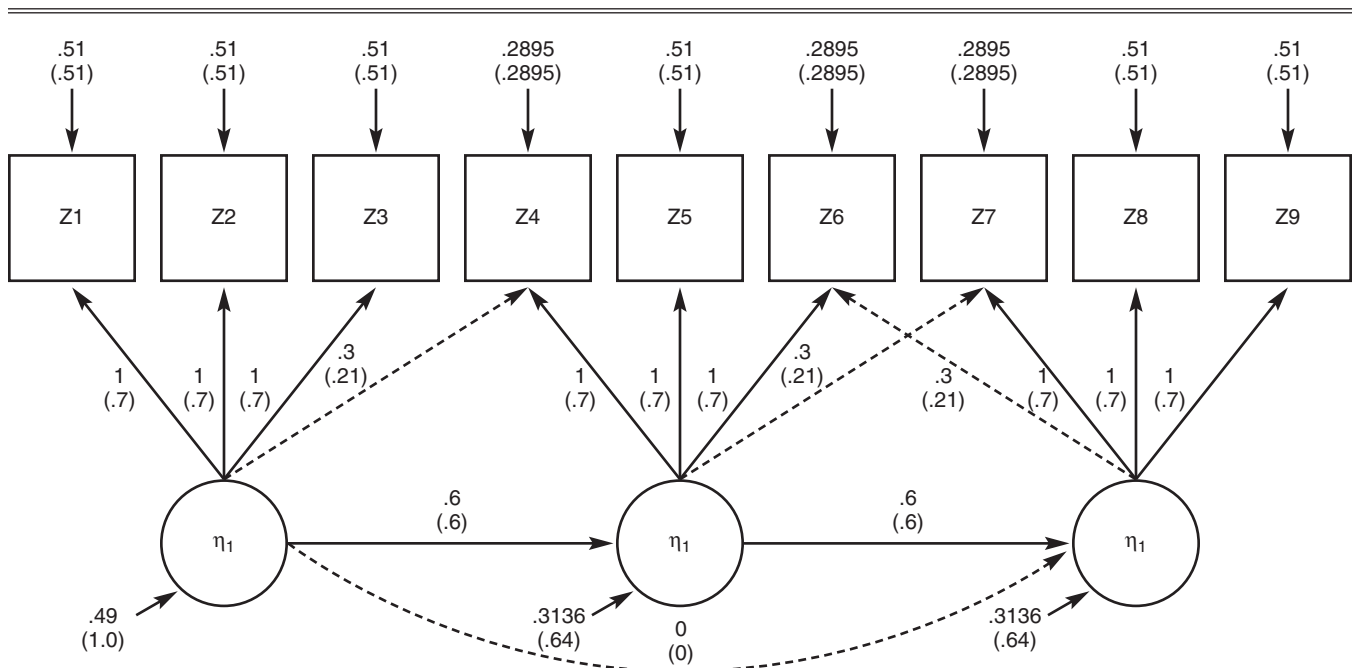 .51 .51 .51 .2895 .51 .2895 .2895 .51 .51
(.51) (.51) (.51) (.2895) (.51) (.2895) (.2895) (.51) (.51)
Z1 Z2 Z3 Z4 Z5 Z6 Z7 Z8 Z9
1 1 1 .3 1 1 1 .3 .3 1 1 1
(.7) (.7) (.7) (.21) (.7) (.7) (.7) (.21) (.21) (.7) (.7) (.7)
.6 .6
(.6) (.6)
η1 η1 η1
.49 .3136 0 .3136
(1.0) (.64) (0) (.64)